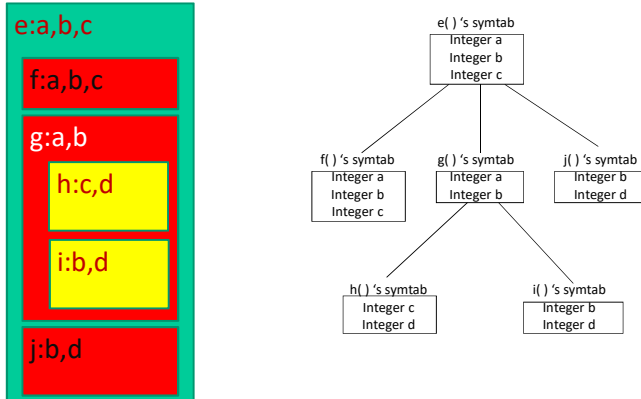 e:a,b,c
f:a,b,c
g:a,b
h:c,d
i:b,d
j:b,d
e( ) ‘s symtab
Integer a
Integer b
Integer c
f( ) ‘s symtab
Integer a
Integer b
Integer c
g( ) ‘s symtab
Integer a
Integer b
j( ) ‘s symtab
Integer b
Integer d
h( ) ‘s symtab
Integer c
Integer d
i( ) ‘s symtab
Integer b
Integer d